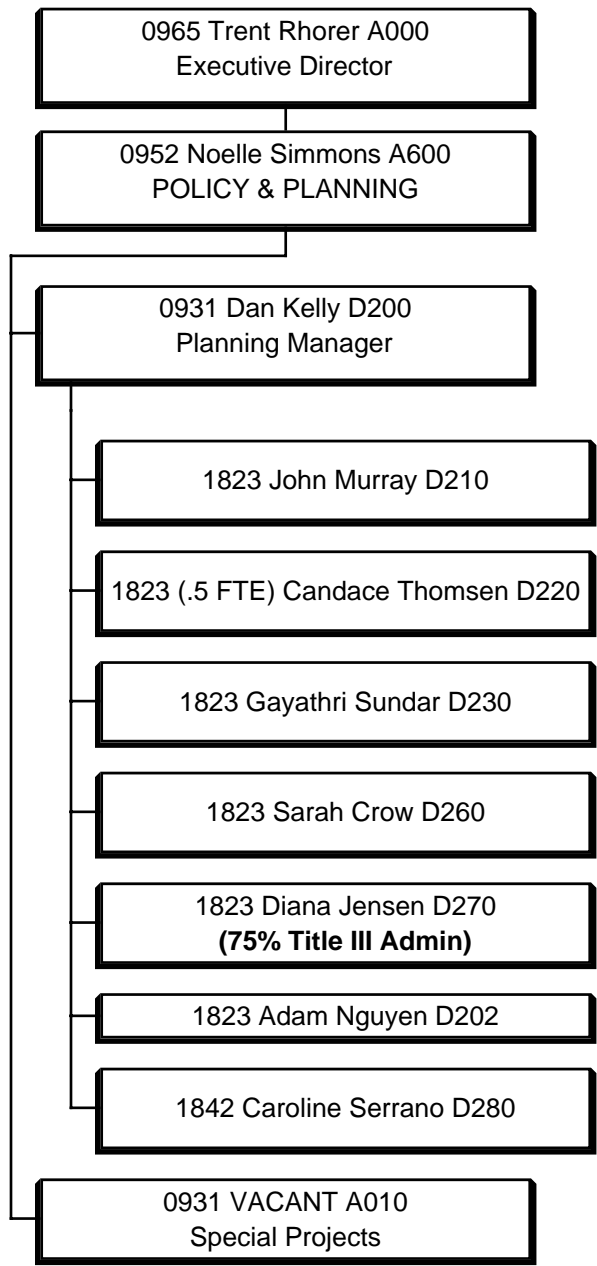 0965 Trent Rhorer A000
Executive Director
0952 Noelle Simmons A600
POLICY & PLANNING
0931 Dan Kelly D200
Planning Manager
1823 John Murray D210
1823 (.5 FTE) Candace Thomsen D220
1823 Gayathri Sundar D230
1823 Sarah Crow D260
1823 Diana Jensen D270
(75% Title III Admin)
1823 Adam Nguyen D202
1842 Caroline Serrano D280
0931 VACANT A010
Special Projects